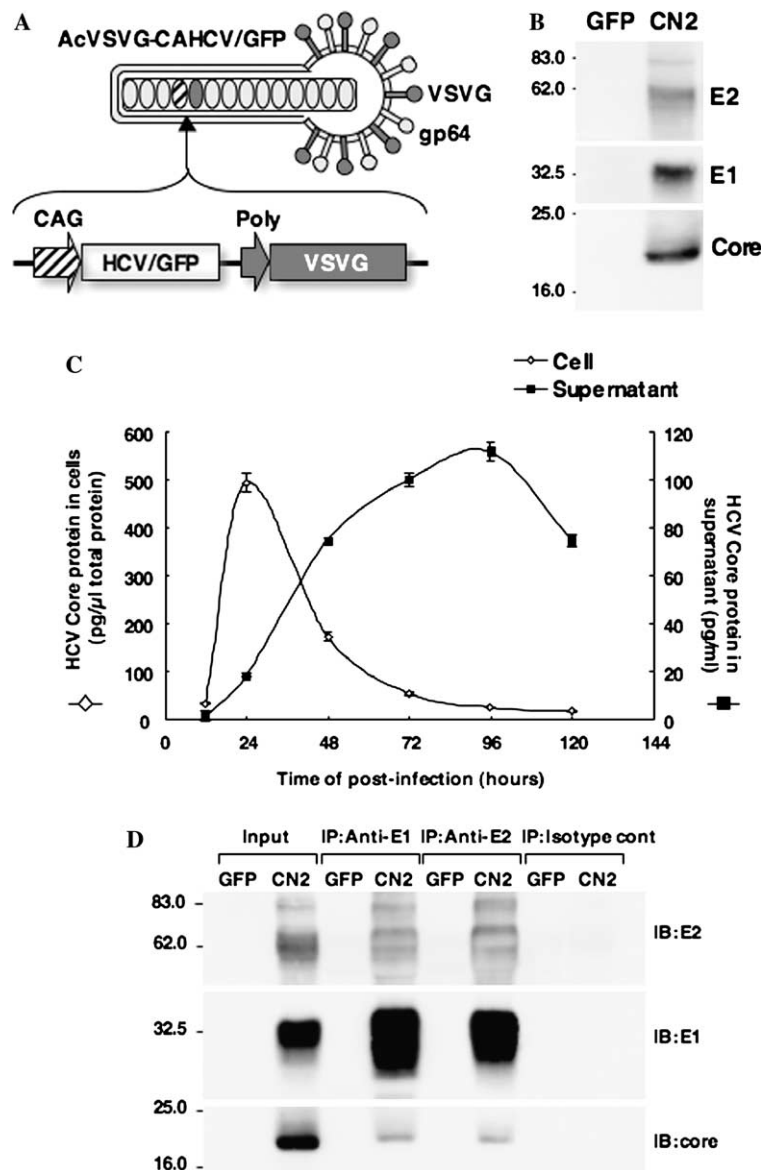 A
AcVSVG-CAHCV/GFP
VSVG
gp64
CAG
Poly
HCV/GFP
VSVG
B
GFP CN2
83.0
62.0
E2
32.5
E1
25.0
Core
16.0
C
Cell
Supernatant
HCV Core protein in cells
(pg/µl total protein)
600
500
400
300
200
100
0
120
100
80
60
40
20
0
HCV Core protein in
supernatant (pg/ml)
0 24 48 72 96 120 144
Time of post-infection (hours)
D
Input IP:Anti-E1 IP:Anti-E2 IP:Isotype cont
GFP CN2 GFP CN2 GFP CN2 GFP CN2
83.0
62.0
IB:E2
32.5
IB:E1
25.0
IB:core
16.0